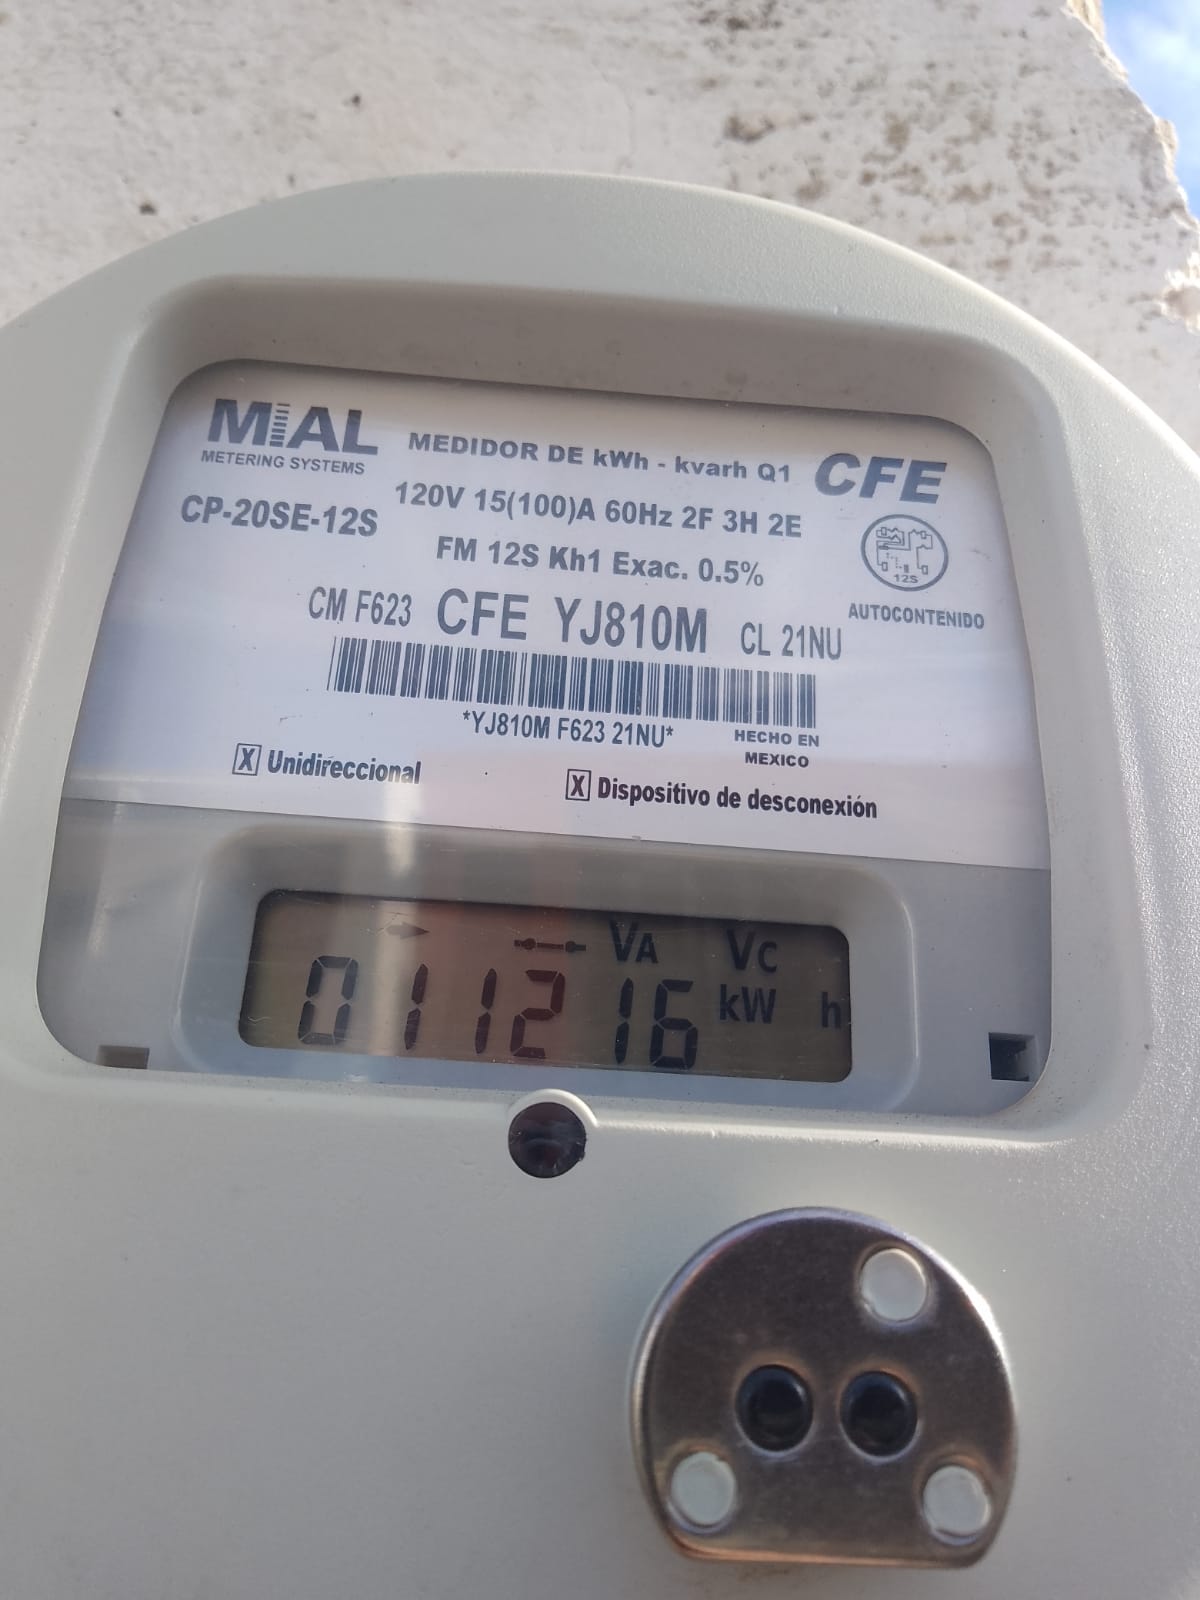 MIAL
METERING SYSTEMS
MEDIDOR DE kWh - kvarh Q1
CFE
CP-20SE-12S
120V 15(100)A 60Hz 2F 3H 2E
FM 12S Kh1 Exac. 0.5%
12S
AUTOCONTENIDO
CM F623 CFE YJ810M CL 21NU
*YJ810M F623 21NU*
HECHO EN
MEXICO
X Unidireccional
X Dispositivo de desconexión
VA VC
011216 kW h